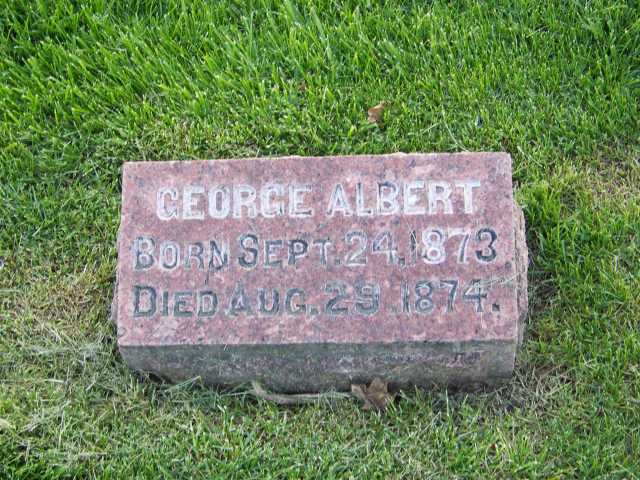 GEORGE ALBERT
BORN SEPT. 24, 1873
DIED AUG. 29, 1874.